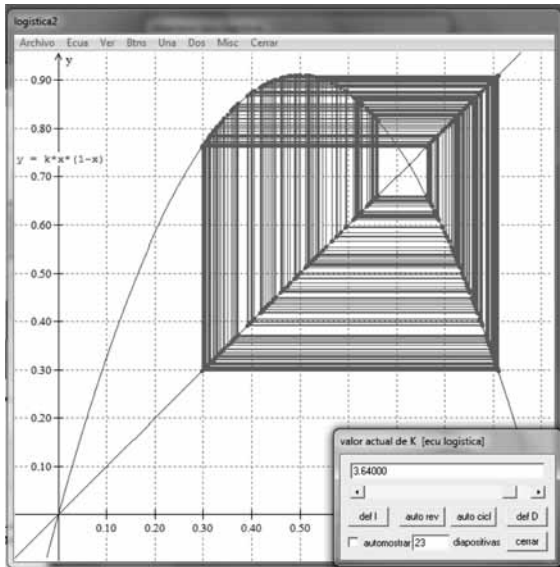 logistica2
Archivo Ecua Ver Btns Una Dos Misc Cerrar
y
0.90
0.80
y = k*x*(1-x)
0.70
0.60
0.50
0.40
0.30
0.20
0.10
0.10 0.20 0.30 0.40 0.50
valor actual de K [ecu logistica]
3.64000
def I auto rev auto cicl def D
automostrar 23 diapositivas cerrar